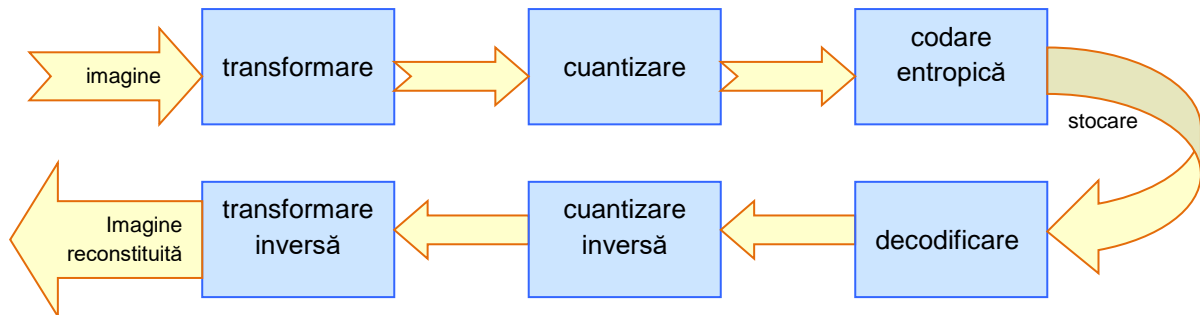 imagine
transformare
cuantizare
codare
entropică
stocare
Imagine
reconstituită
transformare
inversă
cuantizare
inversă
decodificare